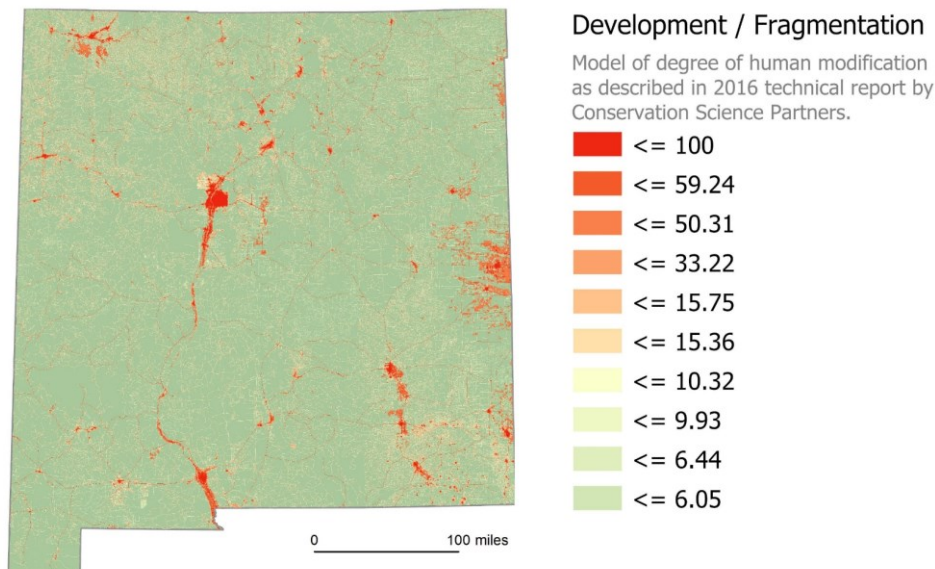 Development / Fragmentation
Model of degree of human modification
as described in 2016 technical report by
Conservation Science Partners.
<= 100
<= 59.24
<= 50.31
<= 33.22
<= 15.75
<= 15.36
<= 10.32
<= 9.93
<= 6.44
<= 6.05
0 100 miles